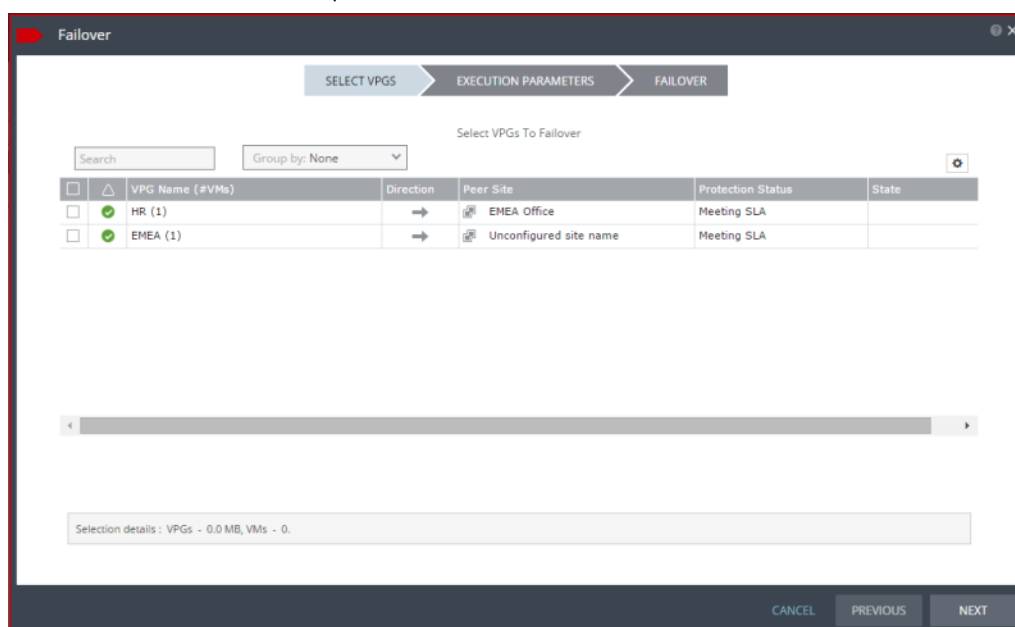 Failover
SELECT VPGS EXECUTION PARAMETERS FAILOVER
Select VPGs To Failover
Search Group by: None
VPG Name (#VMs) Direction Peer Site Protection Status State
HR (1) EMEA Office Meeting SLA
EMEA (1) Unconfigured site name Meeting SLA
Selection details : VPGs - 0.0 MB, VMs - 0.
CANCEL PREVIOUS NEXT